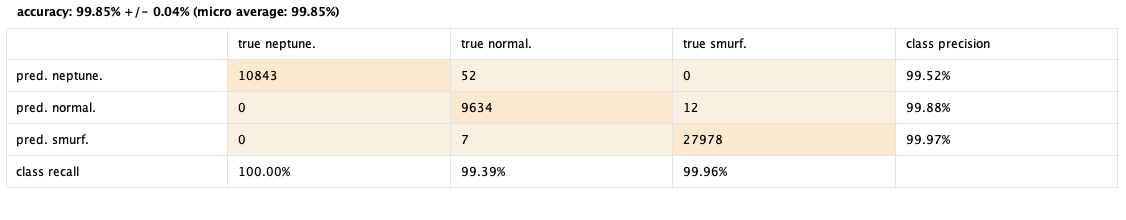 accuracy: 99.85% +/- 0.04% (micro average: 99.85%)
true neptune. true normal. true smurf. class precision
pred. neptune. 10843 52 0 99.52%
pred. normal. 0 9634 12 99.88%
pred. smurf. 0 7 27978 99.97%
class recall 100.00% 99.39% 99.96%